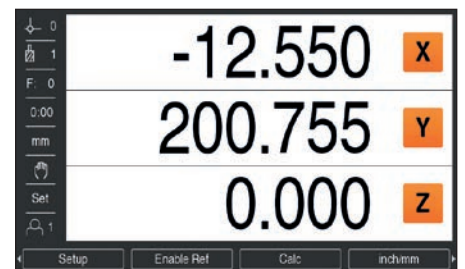 0
1
F: 0
0:00
mm
Set
1
-12.550 X
200.755 Y
0.000 Z
Setup Enable Ref Calc inch/mm